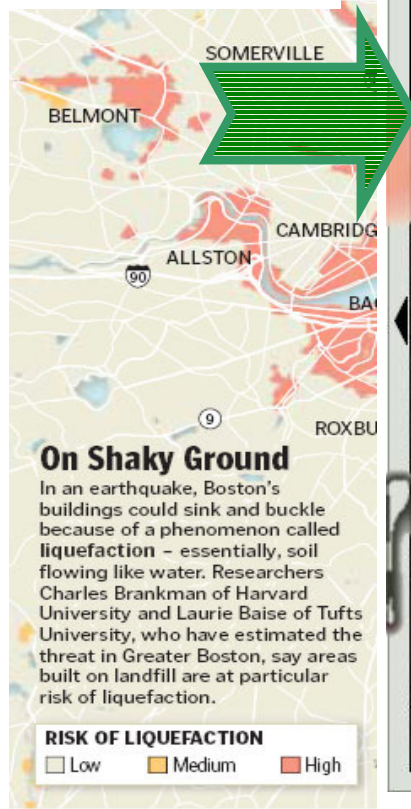 SOMERVILLE
BELMONT
CAMBRIDG
ALLSTON
90
BA
9
ROXBU
On Shaky Ground
In an earthquake, Boston's
buildings could sink and buckle
because of a phenomenon called
liquefaction – essentially, soil
flowing like water. Researchers
Charles Brankman of Harvard
University and Laurie Baise of Tufts
University, who have estimated the
threat in Greater Boston, say areas
built on landfill are at particular
risk of liquefaction.
RISK OF LIQUEFACTION
Low Medium High